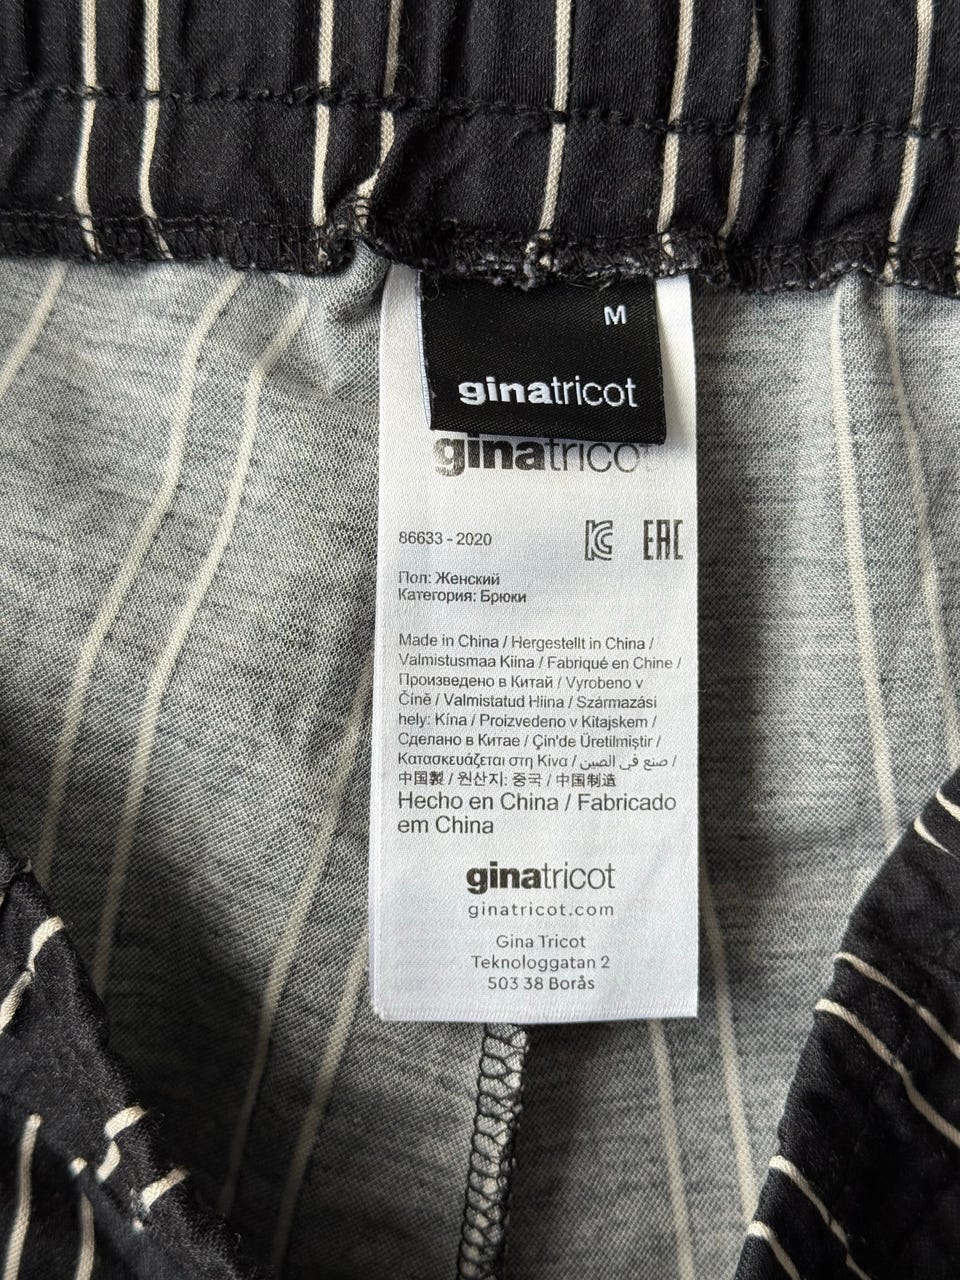 M
ginatricot
ginatrico
86633 - 2020
EAC
Пол: Женский
Категория: Брюки
Made in China / Hergestellt in China /
Valmistusmaa Kiina / Fabriqué en Chine /
Произведено в Китай / Vyrobeno v
Číně / Valmistatud Hiina / Származási
hely: Kína / Proizvedeno v Kitajskem /
Сделано в Китае / Çin'de Üretilmiştir /
Κατασκευάζεται στη Κίνα / صنع في الصين /
中国製 / 원산지: 중국 / 中国制造
Hecho en China / Fabricado
em China
ginatricot
ginatricot.com
Gina Tricot
Teknologgatan 2
503 38 Borås